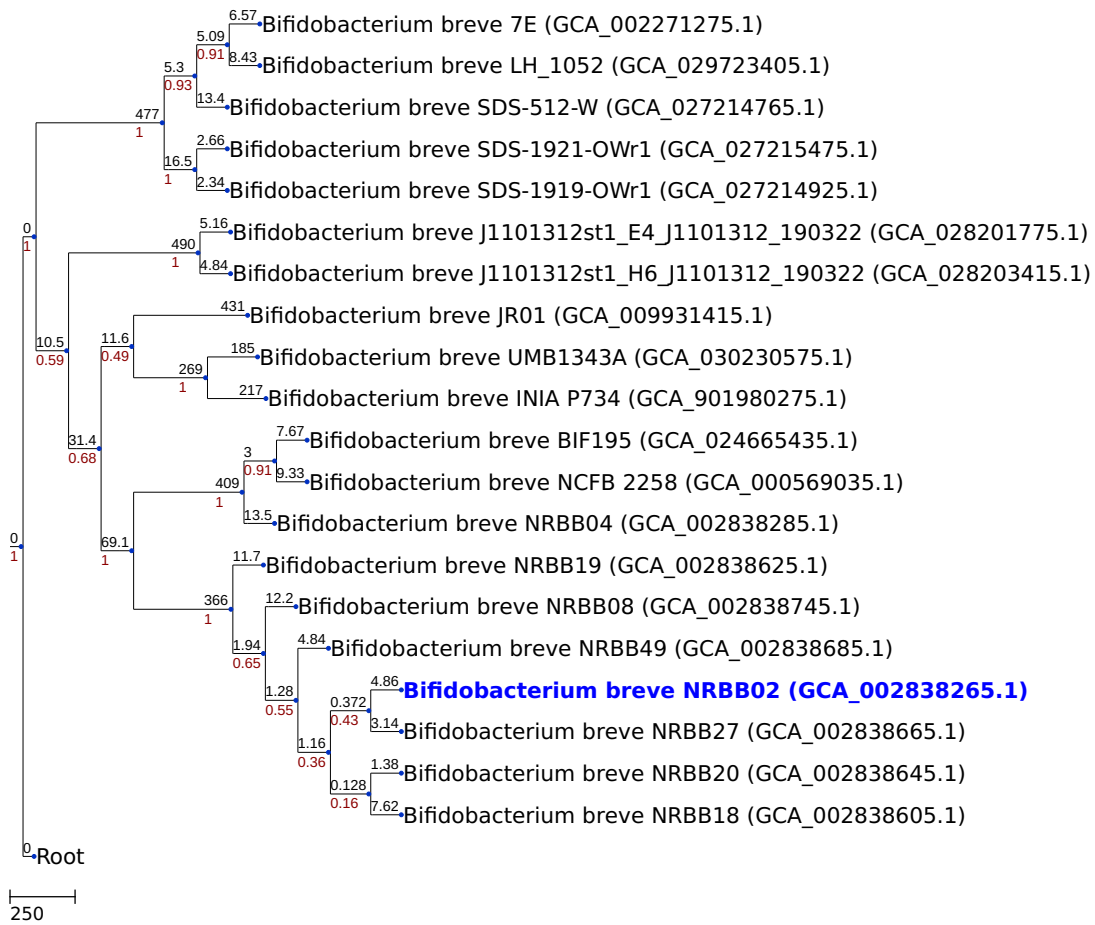 6.57 Bifidobacterium breve 7E (GCA_002271275.1)
5.09
0.91
8.43 Bifidobacterium breve LH_1052 (GCA_029723405.1)
5.3
0.93
13.4 Bifidobacterium breve SDS-512-W (GCA_027214765.1)
477
1
2.66 Bifidobacterium breve SDS-1921-OWr1 (GCA_027215475.1)
16.5
1
2.34 Bifidobacterium breve SDS-1919-OWr1 (GCA_027214925.1)
0
1
5.16 Bifidobacterium breve J1101312st1_E4_J1101312_190322 (GCA_028201775.1)
490
1
4.84 Bifidobacterium breve J1101312st1_H6_J1101312_190322 (GCA_028203415.1)
431 Bifidobacterium breve JR01 (GCA_009931415.1)
10.5
0.59
11.6
0.49
185 Bifidobacterium breve UMB1343A (GCA_030230575.1)
269
1
217 Bifidobacterium breve INIA P734 (GCA_901980275.1)
31.4
0.68
7.67 Bifidobacterium breve BIF195 (GCA_024665435.1)
3
0.91
9.33 Bifidobacterium breve NCFB 2258 (GCA_000569035.1)
409
1
13.5 Bifidobacterium breve NRBB04 (GCA_002838285.1)
0
1
69.1
1
11.7 Bifidobacterium breve NRBB19 (GCA_002838625.1)
366
1
12.2 Bifidobacterium breve NRBB08 (GCA_002838745.1)
1.94
0.65
4.84 Bifidobacterium breve NRBB49 (GCA_002838685.1)
1.28
0.55
4.86 Bifidobacterium breve NRBB02 (GCA_002838265.1)
0.372
0.43
3.14 Bifidobacterium breve NRBB27 (GCA_002838665.1)
1.16
0.36
1.38 Bifidobacterium breve NRBB20 (GCA_002838645.1)
0.128
0.16
7.62 Bifidobacterium breve NRBB18 (GCA_002838605.1)
0 Root
250